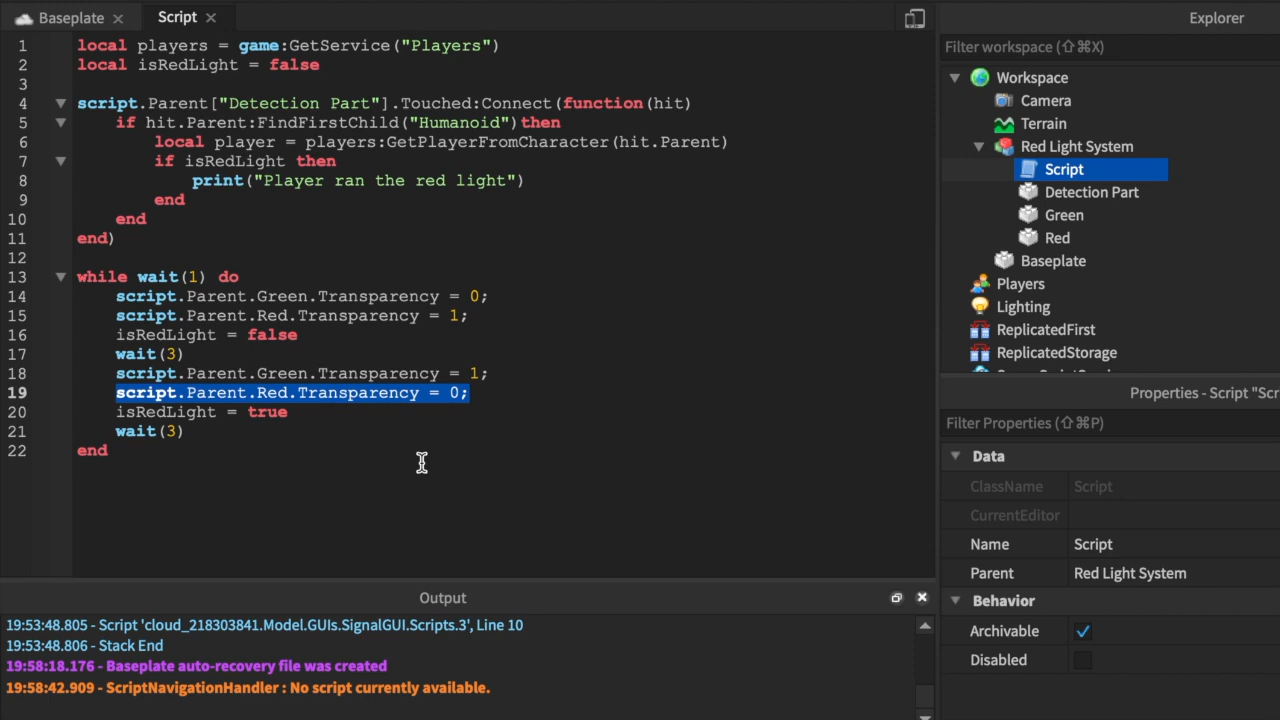 Baseplate
Script
Explorer
Filter workspace (⇧⌘X)
1 local players = game:GetService("Players")
2 local isRedLight = false
3
4 script.Parent["Detection Part"].Touched:Connect(function(hit)
5 if hit.Parent:FindFirstChild("Humanoid")then
6 local player = players:GetPlayerFromCharacter(hit.Parent)
7 if isRedLight then
8 print("Player ran the red light")
9 end
10 end
11 end)
12
13 while wait(1) do
14 script.Parent.Green.Transparency = 0;
15 script.Parent.Red.Transparency = 1;
16 isRedLight = false
17 wait(3)
18 script.Parent.Green.Transparency = 1;
19 script.Parent.Red.Transparency = 0;
20 isRedLight = true
21 wait(3)
22 end
Workspace
Camera
Terrain
Red Light System
Script
Detection Part
Green
Red
Baseplate
Players
Lighting
ReplicatedFirst
ReplicatedStorage
Properties - Script "Scr
Filter Properties (⇧⌘P)
Data
ClassName Script
CurrentEditor
Name Script
Parent Red Light System
Behavior
Archivable
Disabled
Output
19:53:48.805 - Script 'cloud_218303841.Model.GUIs.SignalGUI.Scripts.3', Line 10
19:53:48.806 - Stack End
19:58:18.176 - Baseplate auto-recovery file was created
19:58:42.909 - ScriptNavigationHandler : No script currently available.